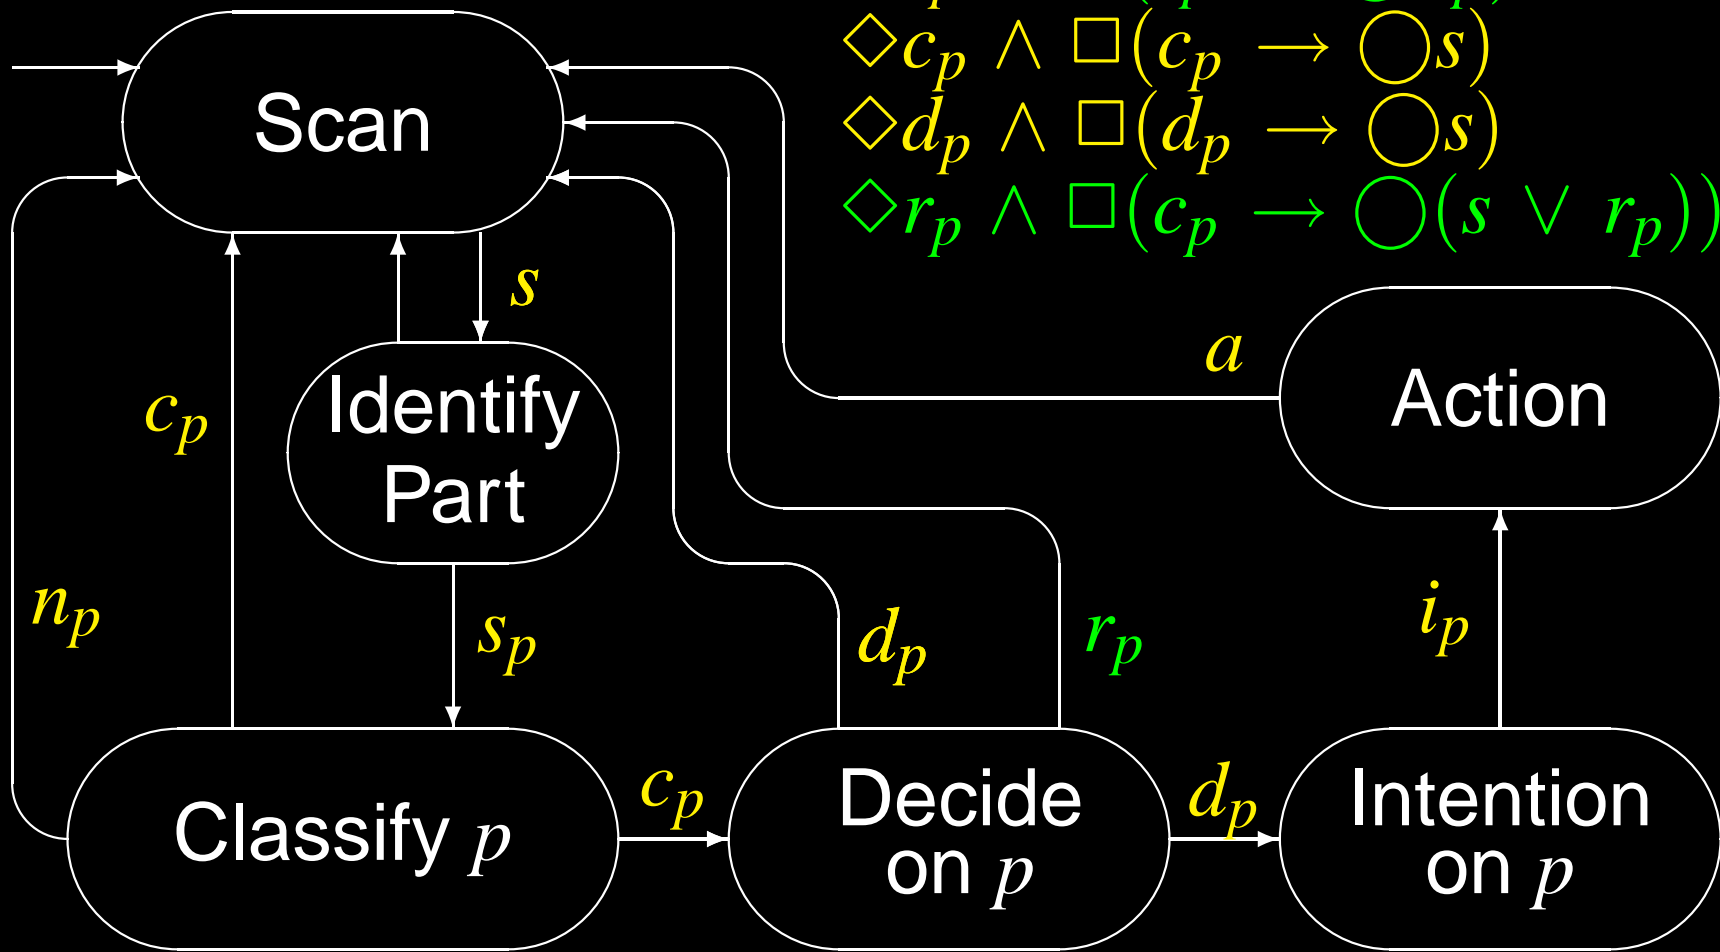 ◇c_p ∧ □(c_p → ◯s)
◇d_p ∧ □(d_p → ◯s)
◇r_p ∧ □(c_p → ◯(s ∨ r_p))
Scan
s
Identify
Part
a
Action
c_p
n_p
s_p
d_p
r_p
i_p
Classify p
c_p
Decide
on p
d_p
Intention
on p